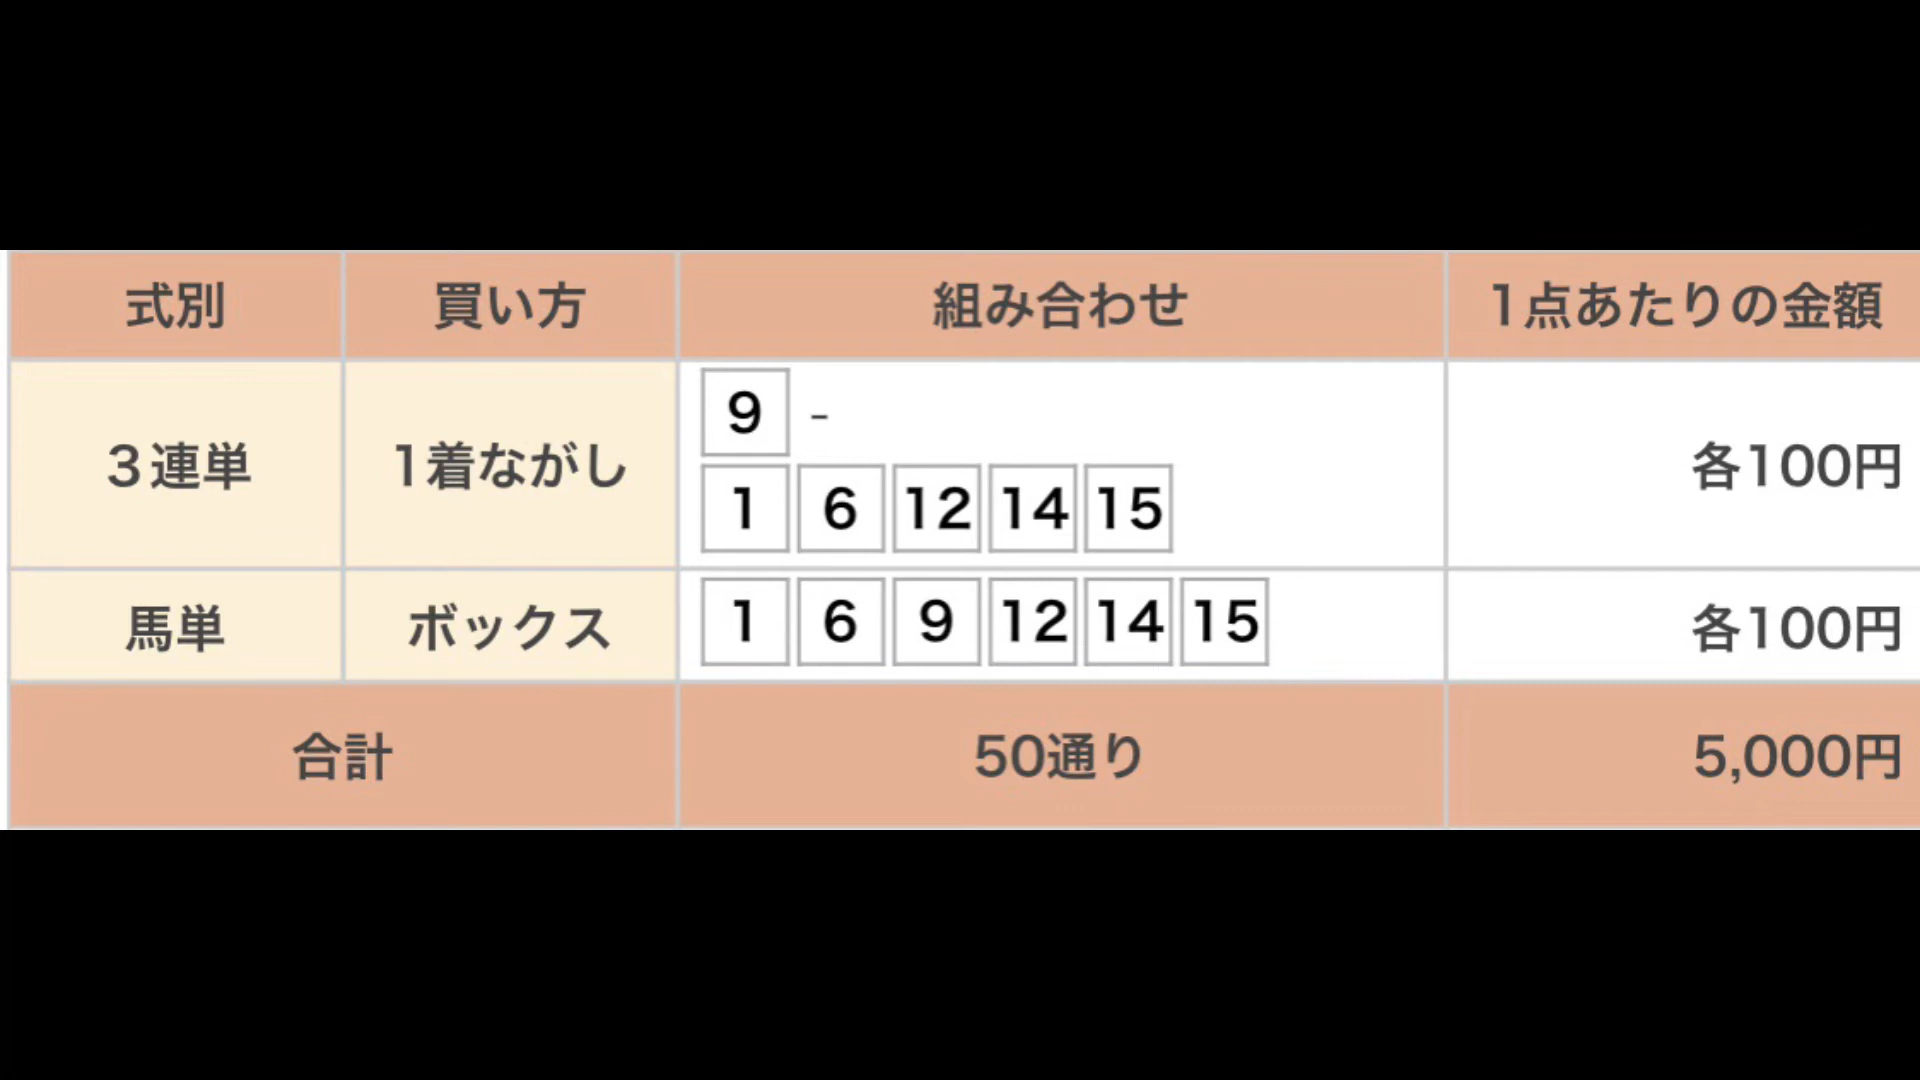 式別 買い方 組み合わせ 1点あたりの金額
3連単 1着ながし 9 - 各100円
1 6 12 14 15
馬単 ボックス 1 6 9 12 14 15 各100円
合計 50通り 5,000円